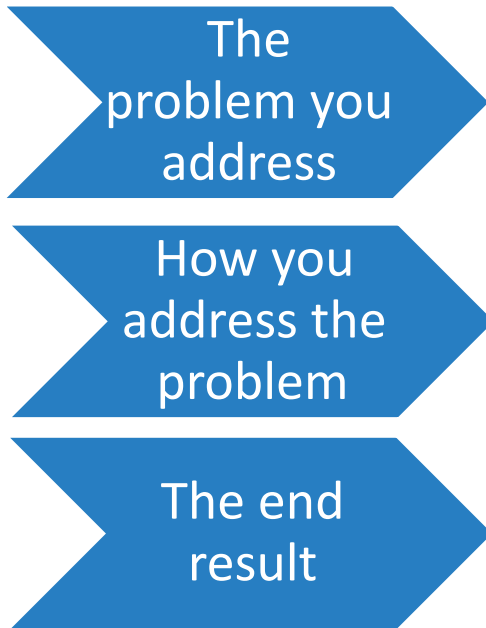 The
problem you
address
How you
address the
problem
The end
result